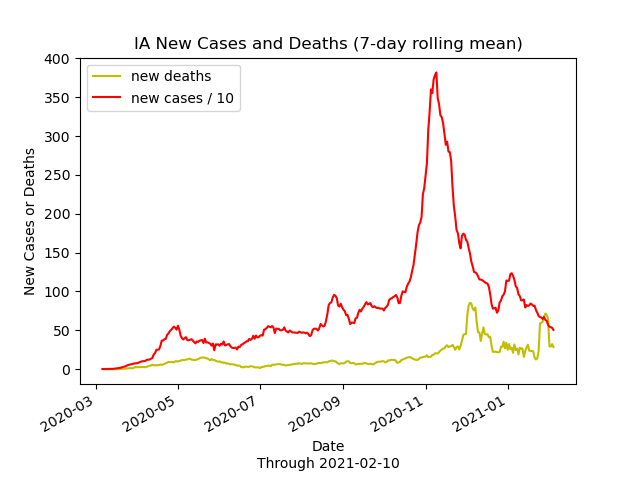 IA New Cases and Deaths (7-day rolling mean)
new deaths
new cases / 10
New Cases or Deaths
400
350
300
250
200
150
100
50
0
2020-03
2020-05
2020-07
2020-09
2020-11
2021-01
Date
Through 2021-02-10